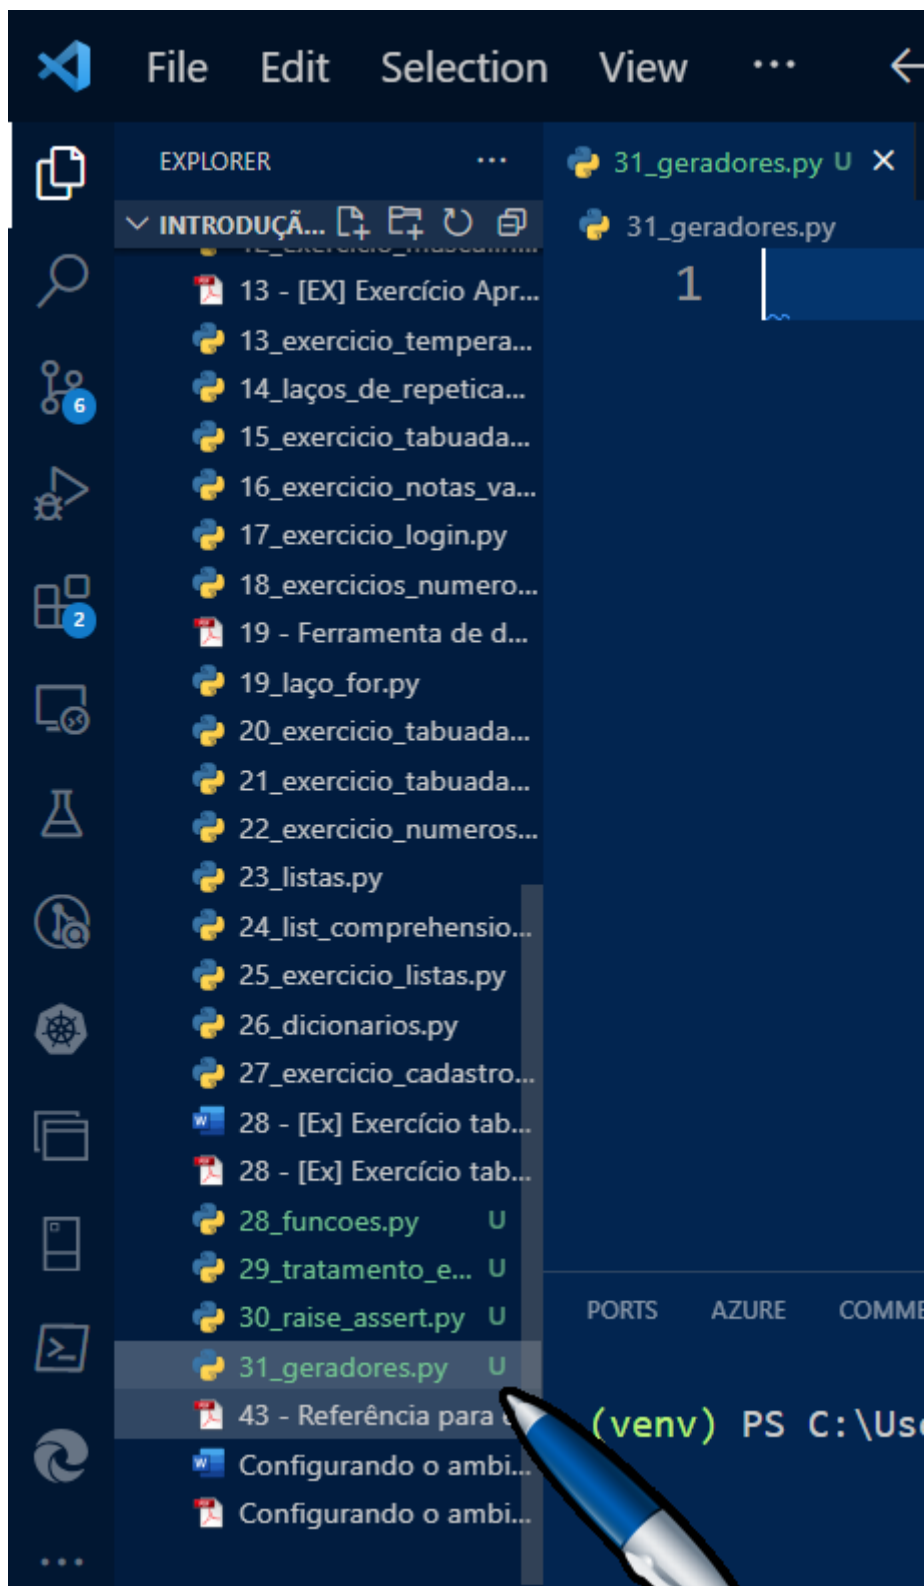 File Edit Selection View ...
EXPLORER ...
31_geradores.py U
INTRODUÇÃ...
31_geradores.py
1
13 - [EX] Exercício Apr...
13_exercicio_tempera...
14_laços_de_repetica...
15_exercicio_tabuada...
16_exercicio_notas_va...
17_exercicio_login.py
18_exercicios_numero...
19 - Ferramenta de d...
19_laço_for.py
20_exercicio_tabuada...
21_exercicio_tabuada...
22_exercicio_numeros...
23_listas.py
24_list_comprehensio...
25_exercicio_listas.py
26_dicionarios.py
27_exercicio_cadastro...
28 - [Ex] Exercício tab...
28 - [Ex] Exercício tab...
28_funcoes.py U
29_tratamento_e... U
30_raise_assert.py U
31_geradores.py U
43 - Referência para
Configurando o ambi...
Configurando o ambi...
6
2
PORTS AZURE COMME
(venv) PS C:\Use